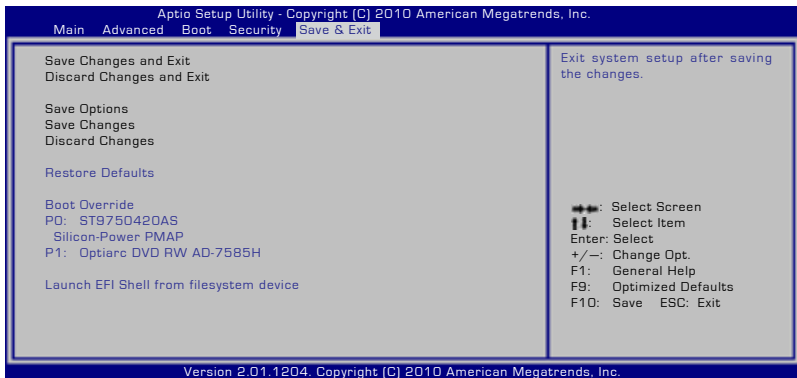 Aptio Setup Utility - Copyright (C) 2010 American Megatrends, Inc.
Main Advanced Boot Security Save & Exit
Save Changes and Exit
Discard Changes and Exit
Save Options
Save Changes
Discard Changes
Restore Defaults
Boot Override
P0: ST9750420AS
Silicon-Power PMAP
P1: Optiarc DVD RW AD-7585H
Launch EFI Shell from filesystem device
Exit system setup after saving
the changes.
→←: Select Screen
↑↓: Select Item
Enter: Select
+/—: Change Opt.
F1: General Help
F9: Optimized Defaults
F10: Save ESC: Exit
Version 2.01.1204. Copyright (C) 2010 American Megatrends, Inc.